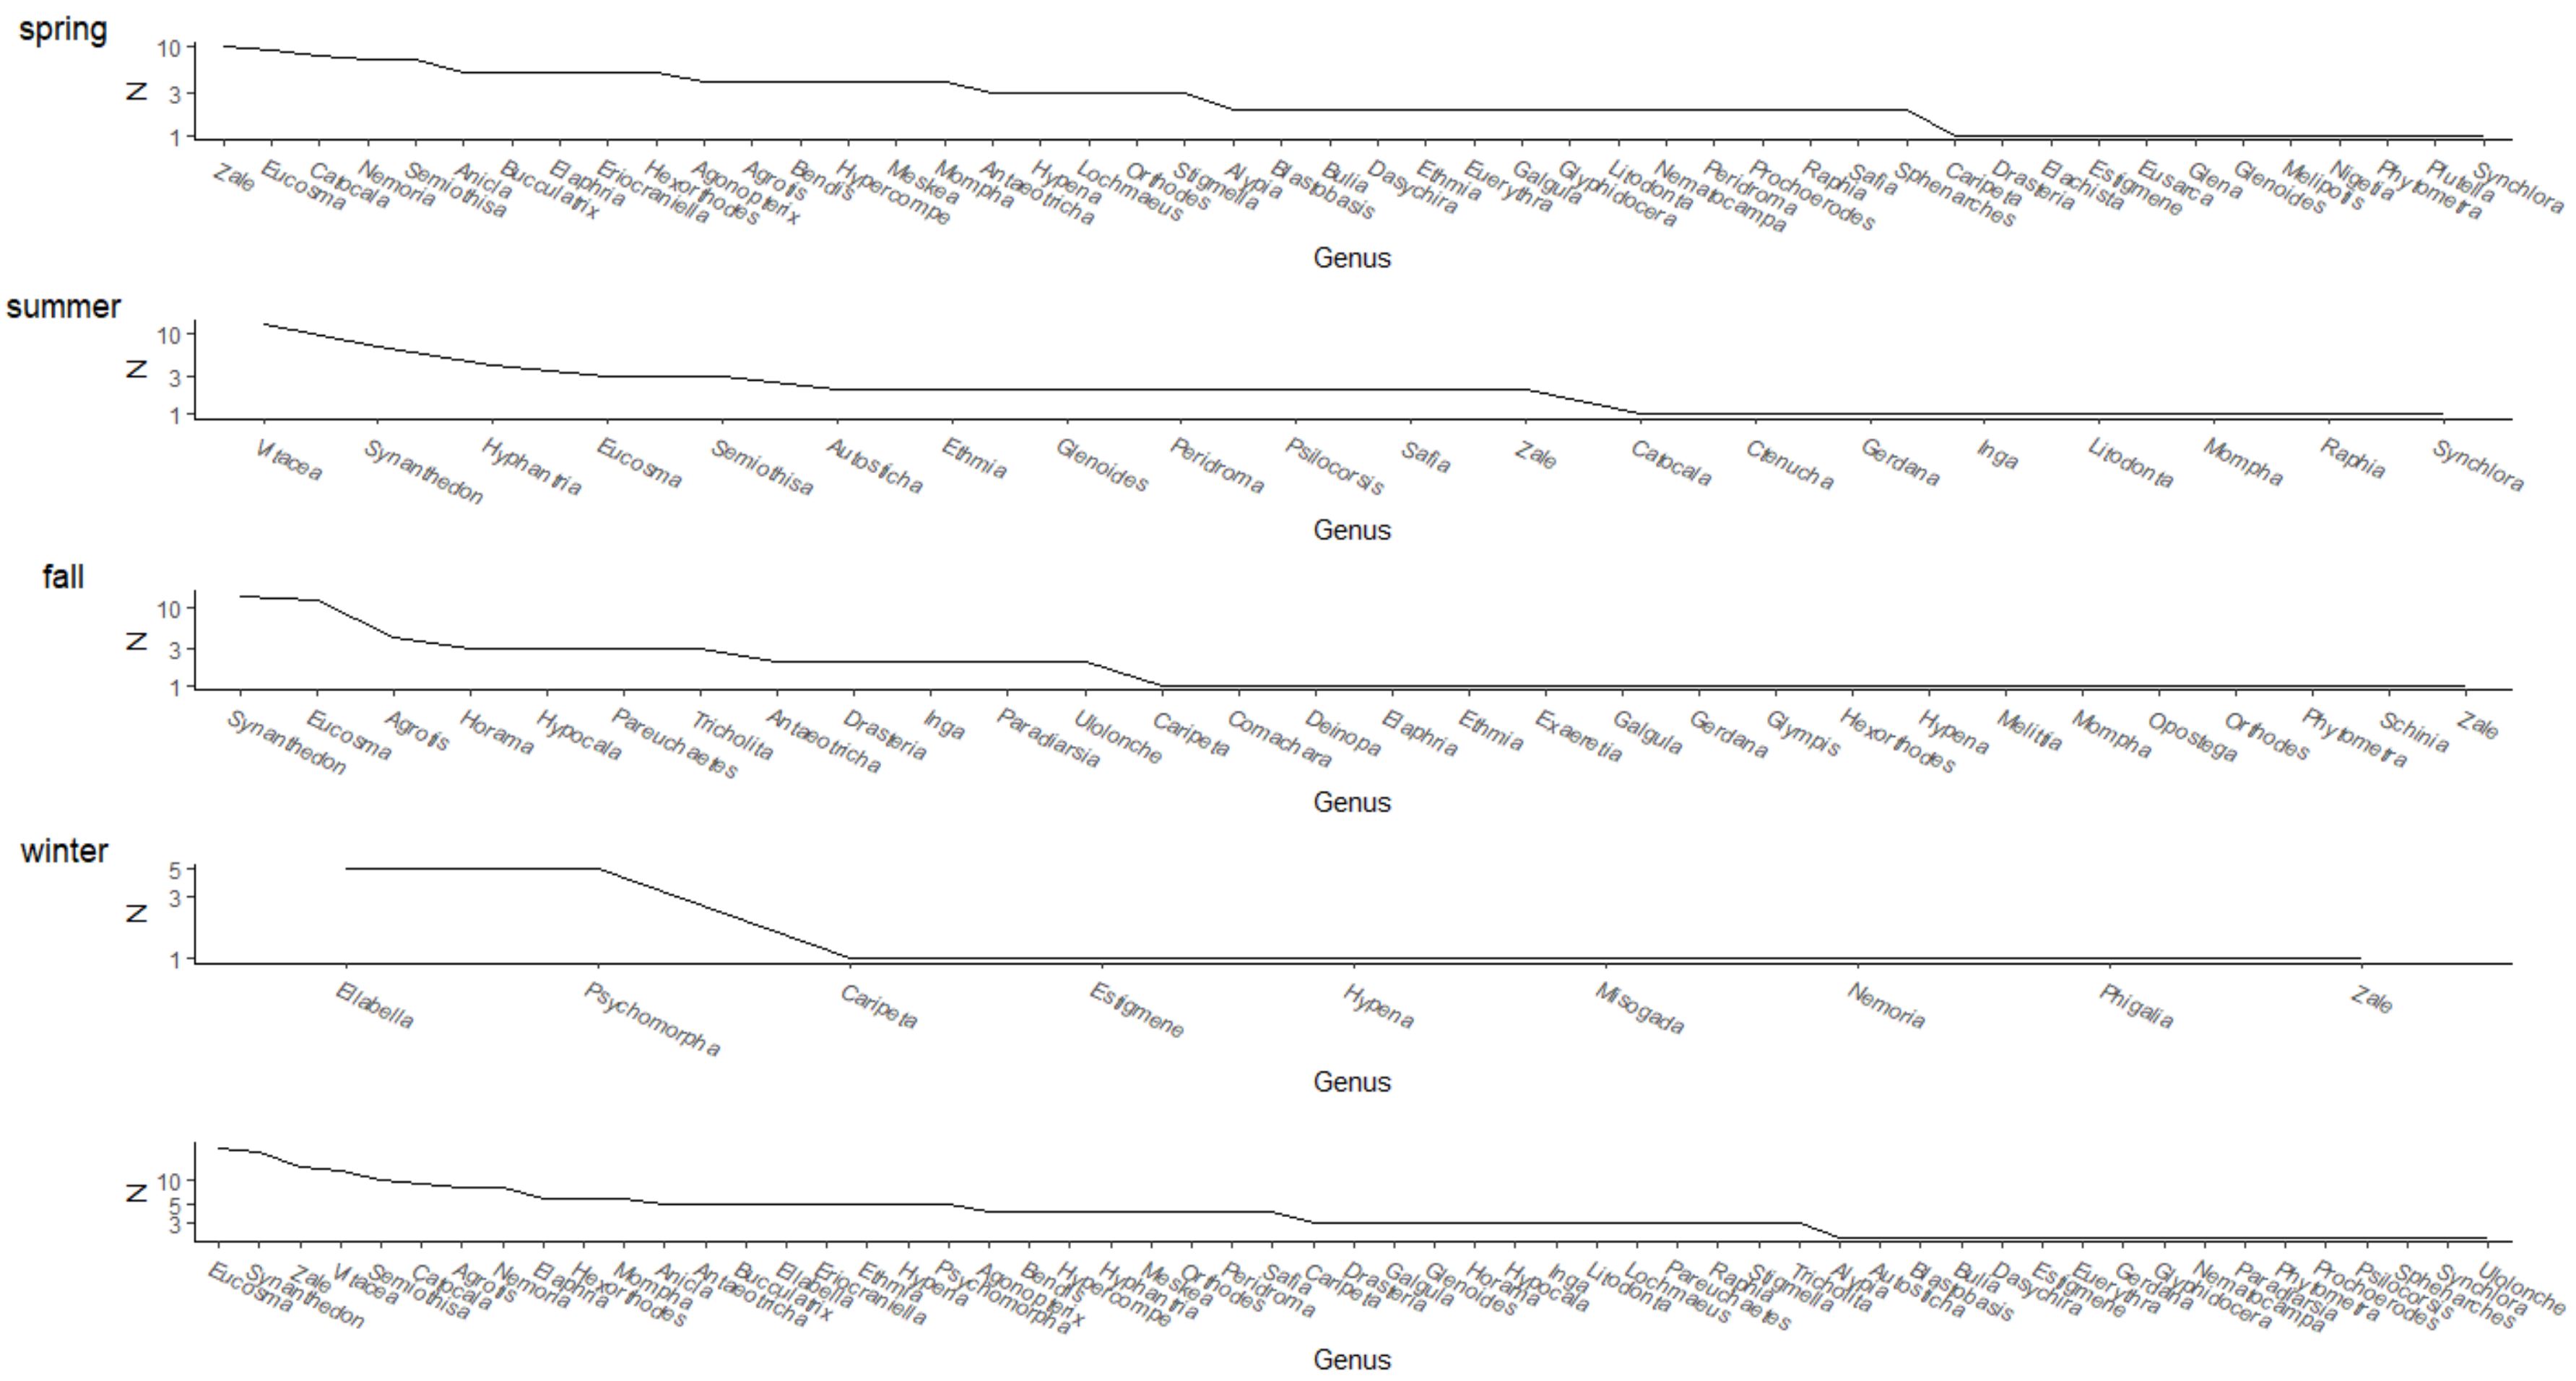 spring
10
3
1
N
Zale Eucosma Catocala Nemoria Semiothisa Anicla Bucculatrix Elaphria Eriocraniella Hexorthodes Agonopterix Agrotis Bendis Hypercompe Meskea Mompha Antaeotricha Hypena Lochmaeus Orthodes Stigmella Alypia Blastobasis Bulia Dasychira Ethmia Euerythra Galgula Glyphidocera Litodonta Nematocampa Peridroma Prochoerodes Raphia Safia Sphenarches Caripeta Drasteria Elachista Estigmene Eusarca Glena Glenoides Melipotis Nigetia Phytometra Plutella Synchlora
Genus
summer
10
3
1
N
Vitacea Synanthedon Hyphantria Eucosma Semiothisa Autosticha Ethmia Glenoides Peridroma Psilocorsis Safia Zale Catocala Ctenucha Gerdana Inga Litodonta Mompha Raphia Synchlora
Genus
fall
10
3
1
N
Synanthedon Eucosma Agrotis Horama Hypocala Pareuchaetes Tricholita Antaeotricha Drasteria Inga Paradiarsia Ulolonche Caripeta Comachara Deinopa Elaphria Ethmia Exaeretia Galgula Gerdana Glympis Hexorthodes Hypena Melittia Mompha Opostega Orthodes Phytometra Schinia Zale
Genus
winter
5
3
1
N
Ellabella Psychomorpha Caripeta Estigmene Hypena Misogada Nemoria Phigalia Zale
Genus
10
5
3
N
Eucosma Synanthedon Zale Vitacea Semiothisa Catocala Agrotis Nemoria Elaphria Hexorthodes Mompha Anicla Antaeotricha Bucculatrix Ellabella Eriocraniella Ethmia Hypena Psychomorpha Agonopterix Bendis Hypercompe Hyphantria Meskea Orthodes Peridroma Safia Caripeta Drasteria Galgula Glenoides Horama Hypocala Inga Litodonta Lochmaeus Pareuchaetes Raphia Stigmella Tricholita Alypia Autosticha Blastobasis Bulia Dasychira Estigmene Euerythra Gerdana Glyphidocera Nematocampa Paradiarsia Phytometra Prochoerodes Psilocorsis Sphenarches Synchlora Ulolonche
Genus